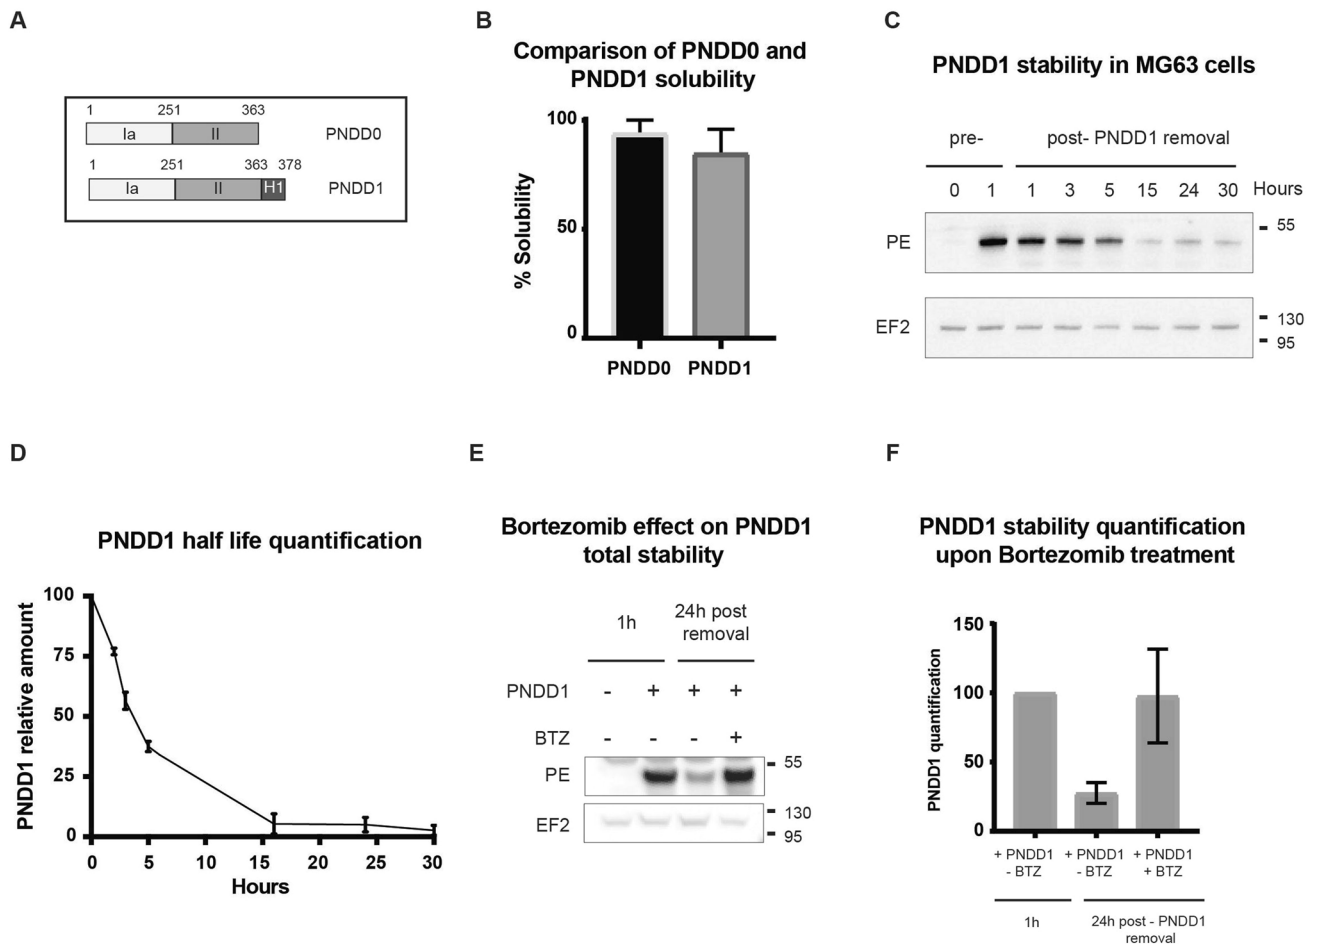 A
1 251 363
Ia II PNDD0
1 251 363 378
Ia II H1 PNDD1
B
Comparison of PNDD0 and
PNDD1 solubility
% Solubility
100
50
0
PNDD0 PNDD1
C
PNDD1 stability in MG63 cells
pre- post- PNDD1 removal
0 1 1 3 5 15 24 30 Hours
PE
55
EF2
130
95
D
PNDD1 half life quantification
PNDD1 relative amount
100
75
50
25
0
0 5 10 15 20 25 30
Hours
E
Bortezomib effect on PNDD1
total stability
1h
24h post
removal
PNDD1 - + + +
BTZ - - - +
PE
55
EF2
130
95
F
PNDD1 stability quantification
upon Bortezomib treatment
PNDD1 quantification
150
100
50
0
+ PNDD1 + PNDD1 + PNDD1
- BTZ - BTZ + BTZ
1h
24h post - PNDD1
removal